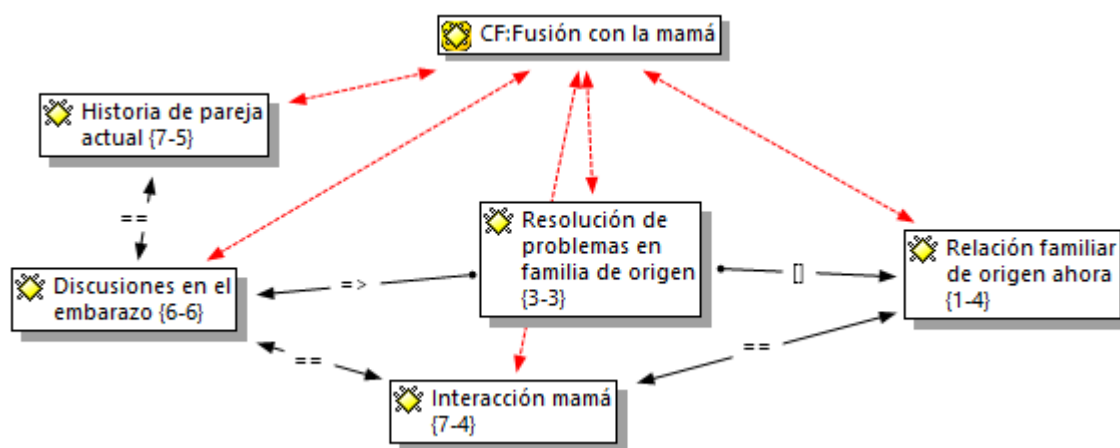 CF:Fusión con la mamá
Historia de pareja
actual {7-5}
==
Resolución de
problemas en
familia de origen
{3-3}
Relación familiar
de origen ahora
{1-4}
Discusiones en el
embarazo {6-6}
=>
[]
==
==
Interacción mamá
{7-4}